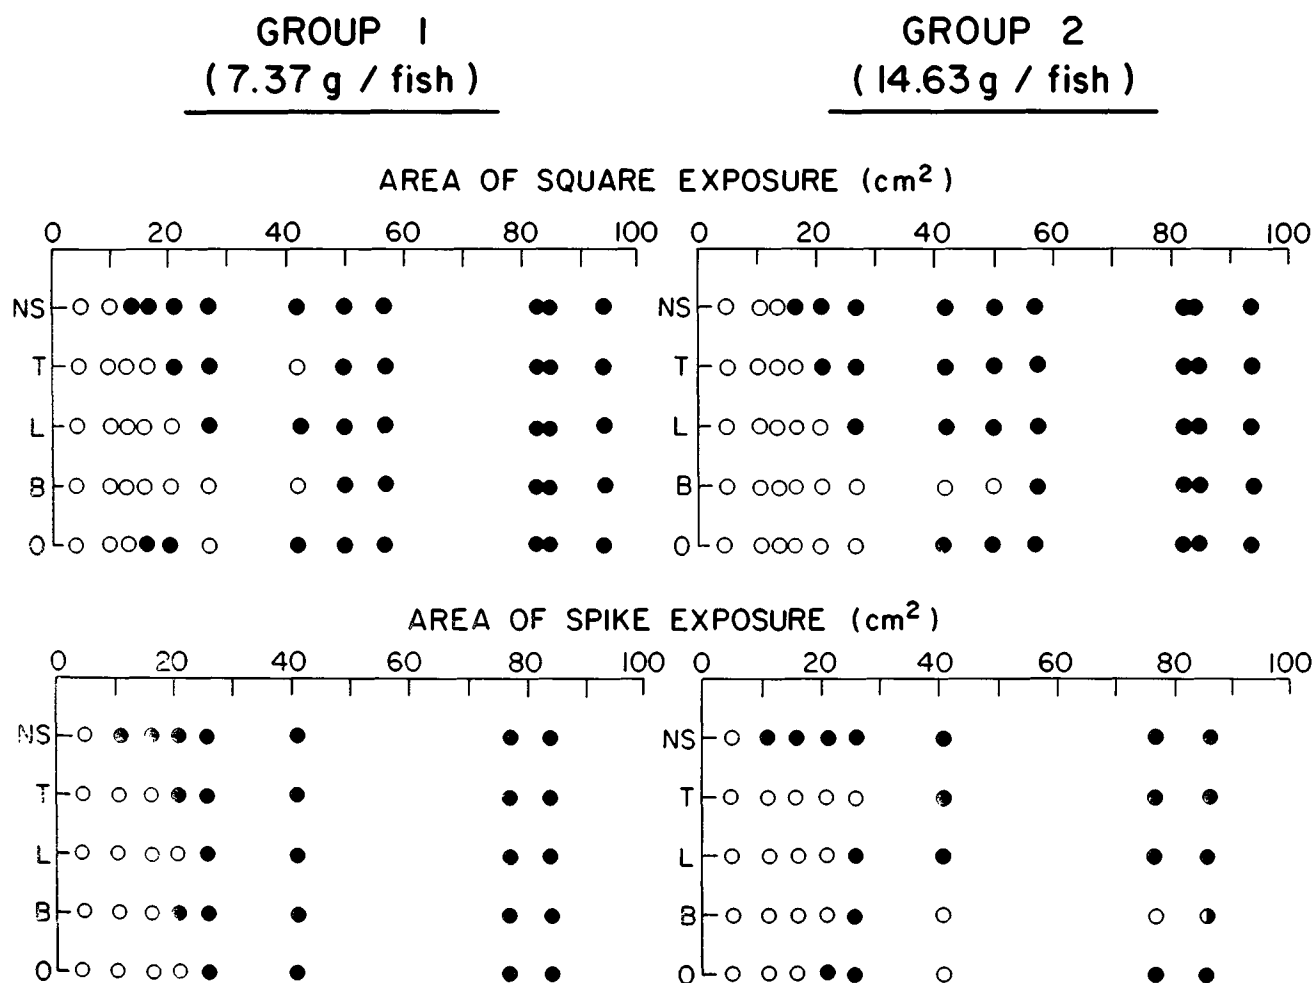 GROUP 1 GROUP 2
(7.37 g / fish) (14.63 g / fish)
AREA OF SQUARE EXPOSURE (cm²)
0 20 40 60 80 100 0 20 40 60 80 100
NS NS
T T
L L
B B
O O
AREA OF SPIKE EXPOSURE (cm²)
0 20 40 60 80 100 0 20 40 60 80 100
NS NS
T T
L L
B B
O O